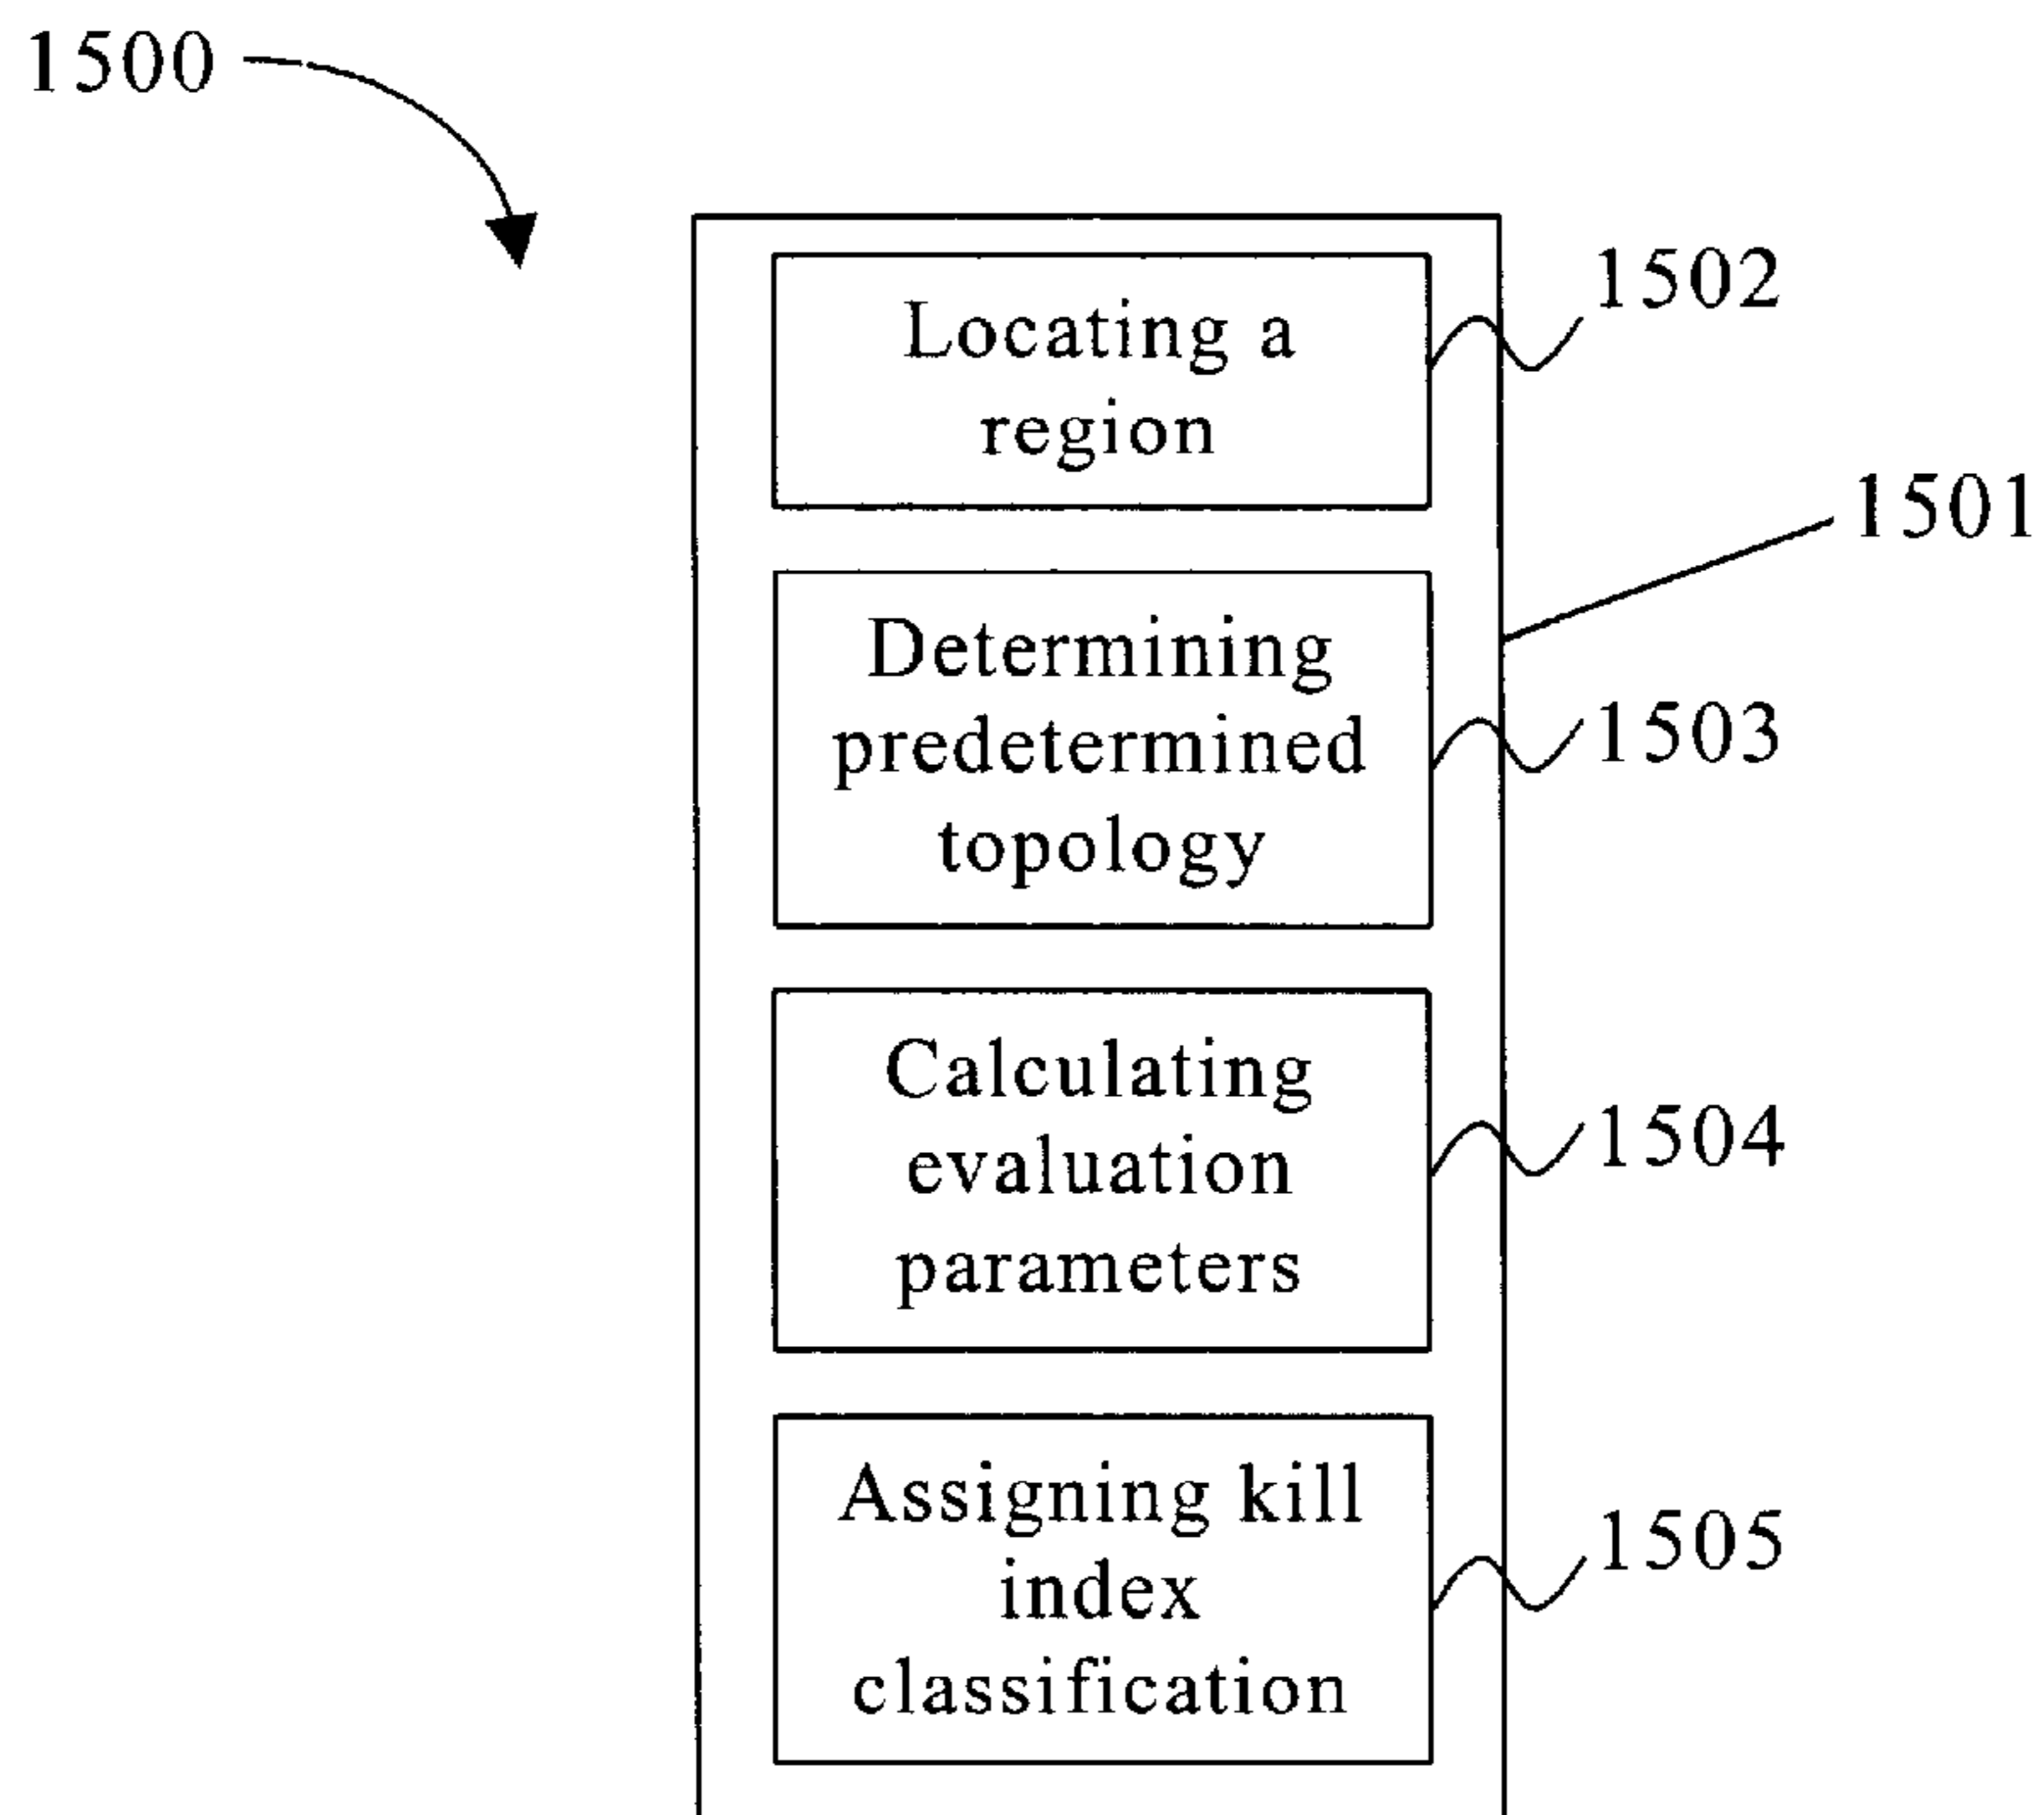 1500
Locating a
region
1502
1501
Determining
predetermined
topology
1503
Calculating
evaluation
parameters
1504
Assigning kill
index
classification
1505